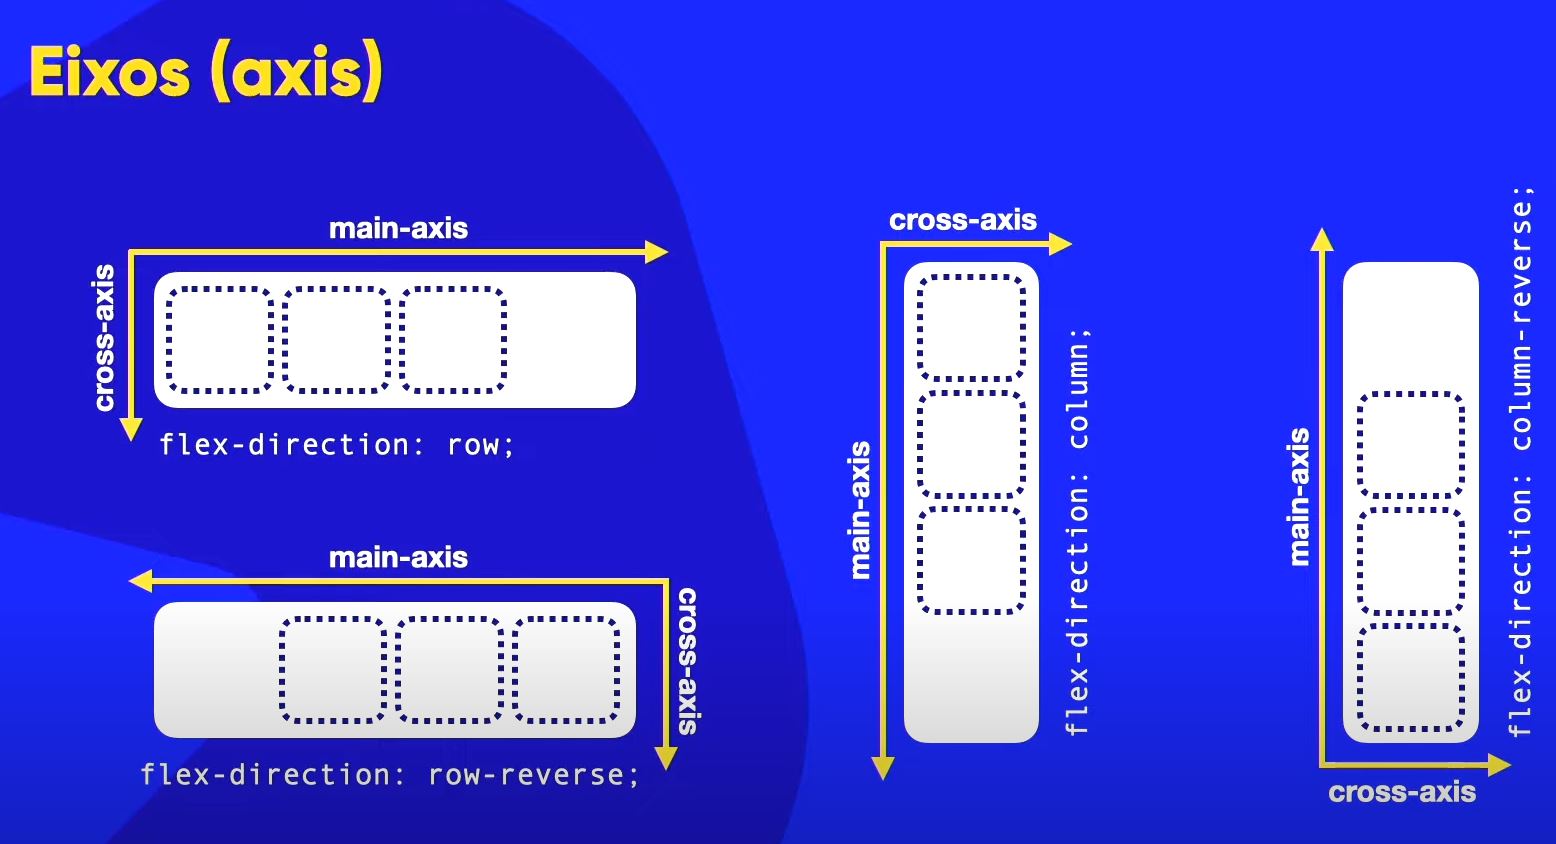 Eixos (axis)
main-axis
cross-axis
flex-direction: row;
main-axis
cross-axis
flex-direction: row-reverse;
cross-axis
main-axis
flex-direction: column;
main-axis
flex-direction: column-reverse;
cross-axis